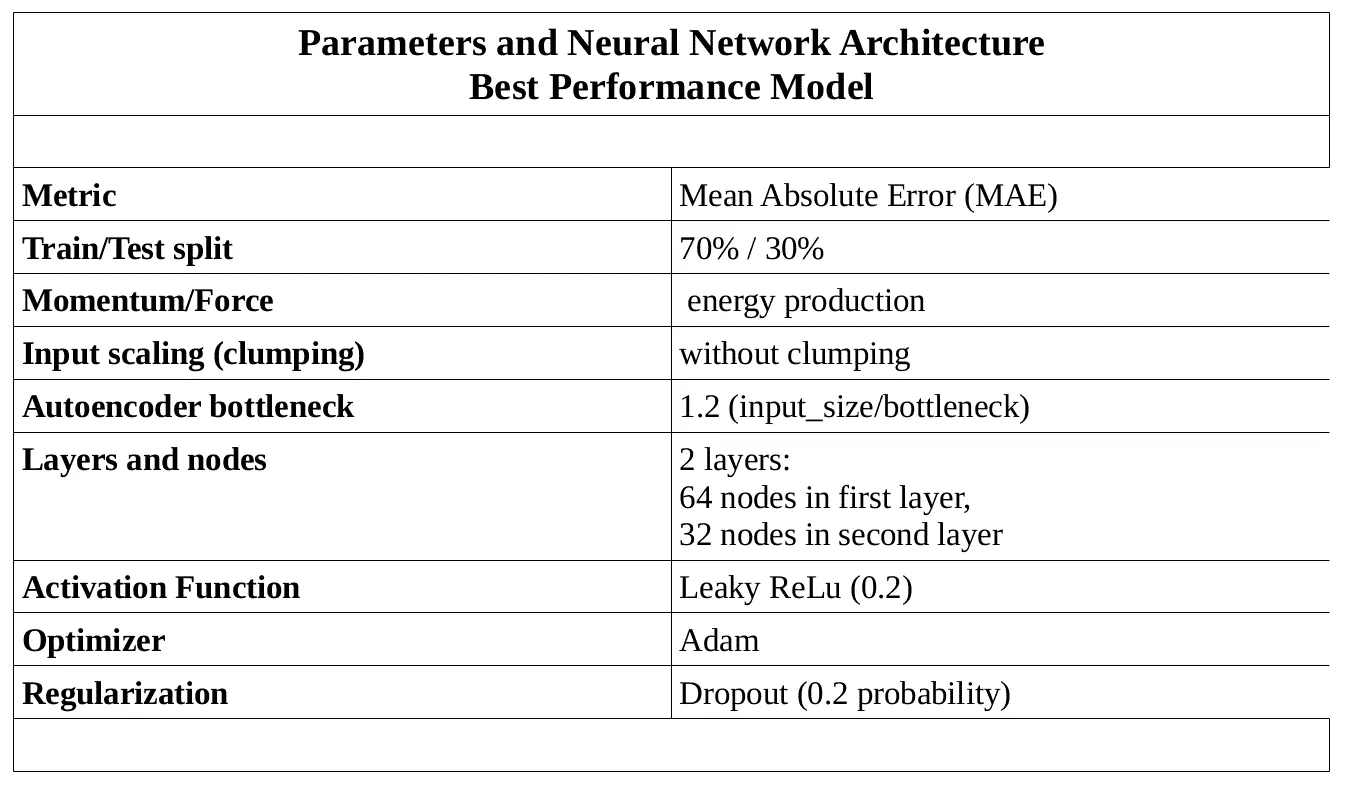 Parameters and Neural Network Architecture
Best Performance Model
Metric Mean Absolute Error (MAE)
Train/Test split 70% / 30%
Momentum/Force energy production
Input scaling (clumping) without clumping
Autoencoder bottleneck 1.2 (input_size/bottleneck)
Layers and nodes 2 layers:
64 nodes in first layer,
32 nodes in second layer
Activation Function Leaky ReLu (0.2)
Optimizer Adam
Regularization Dropout (0.2 probability)